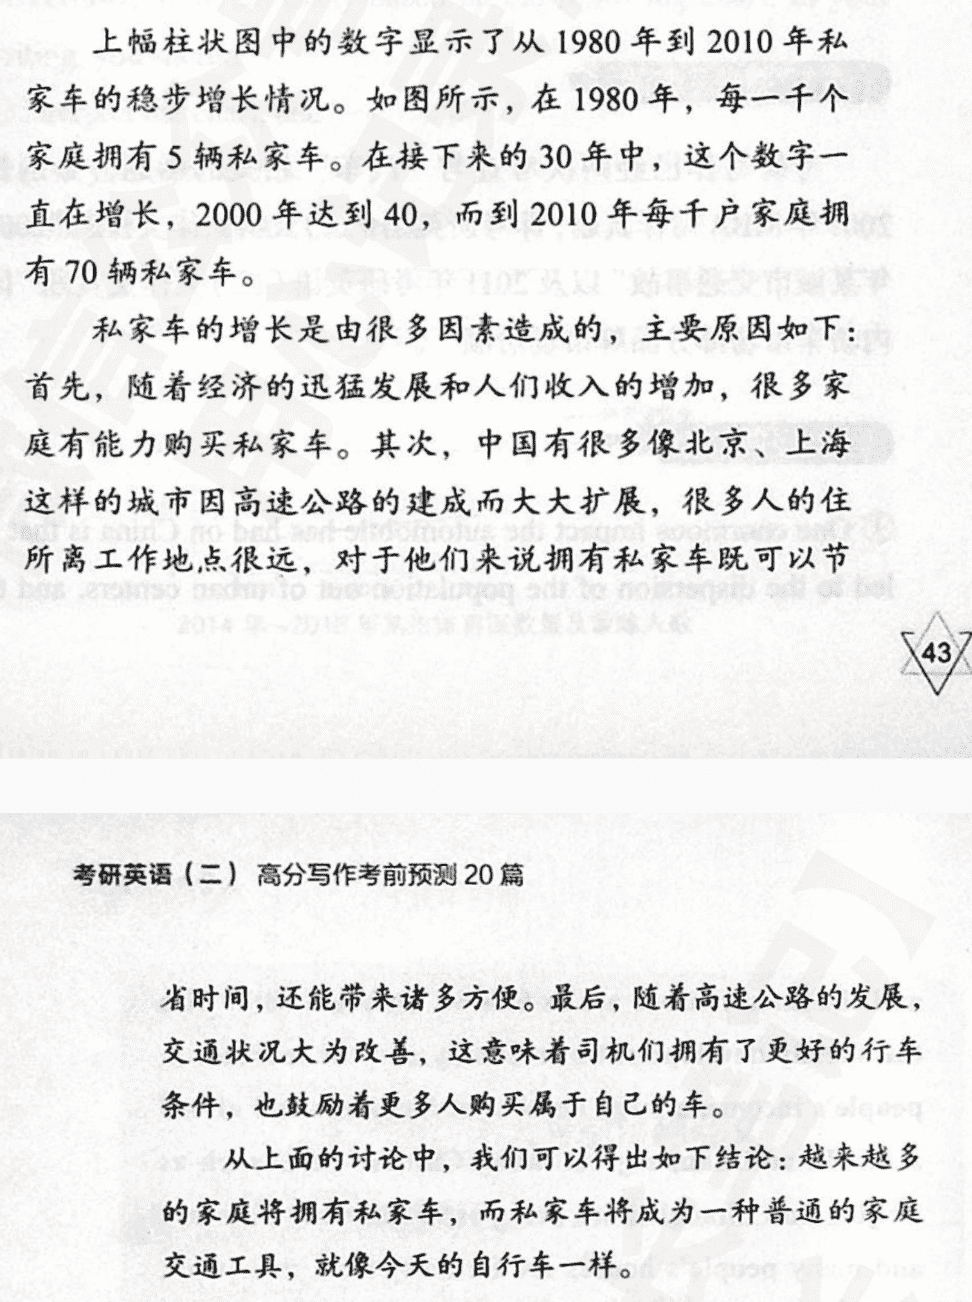 上幅柱状图中的数字显示了从 1980 年到 2010 年私
家车的稳步增长情况。如图所示，在 1980 年，每一千个
家庭拥有 5 辆私家车。在接下来的 30 年中，这个数字一
直在增长，2000 年达到 40，而到 2010 年每千户家庭拥
有 70 辆私家车。
私家车的增长是由很多因素造成的，主要原因如下：
首先，随着经济的迅猛发展和人们收入的增加，很多家
庭有能力购买私家车。其次，中国有很多像北京、上海
这样的城市因高速公路的建成而大大扩展，很多人的住
所离工作地点很远，对于他们来说拥有私家车既可以节
43
考研英语（二）高分写作考前预测 20 篇
省时间，还能带来诸多方便。最后，随着高速公路的发展，
交通状况大为改善，这意味着司机们拥有了更好的行车
条件，也鼓励着更多人购买属于自己的车。
从上面的讨论中，我们可以得出如下结论：越来越多
的家庭将拥有私家车，而私家车将成为一种普通的家庭
交通工具，就像今天的自行车一样。